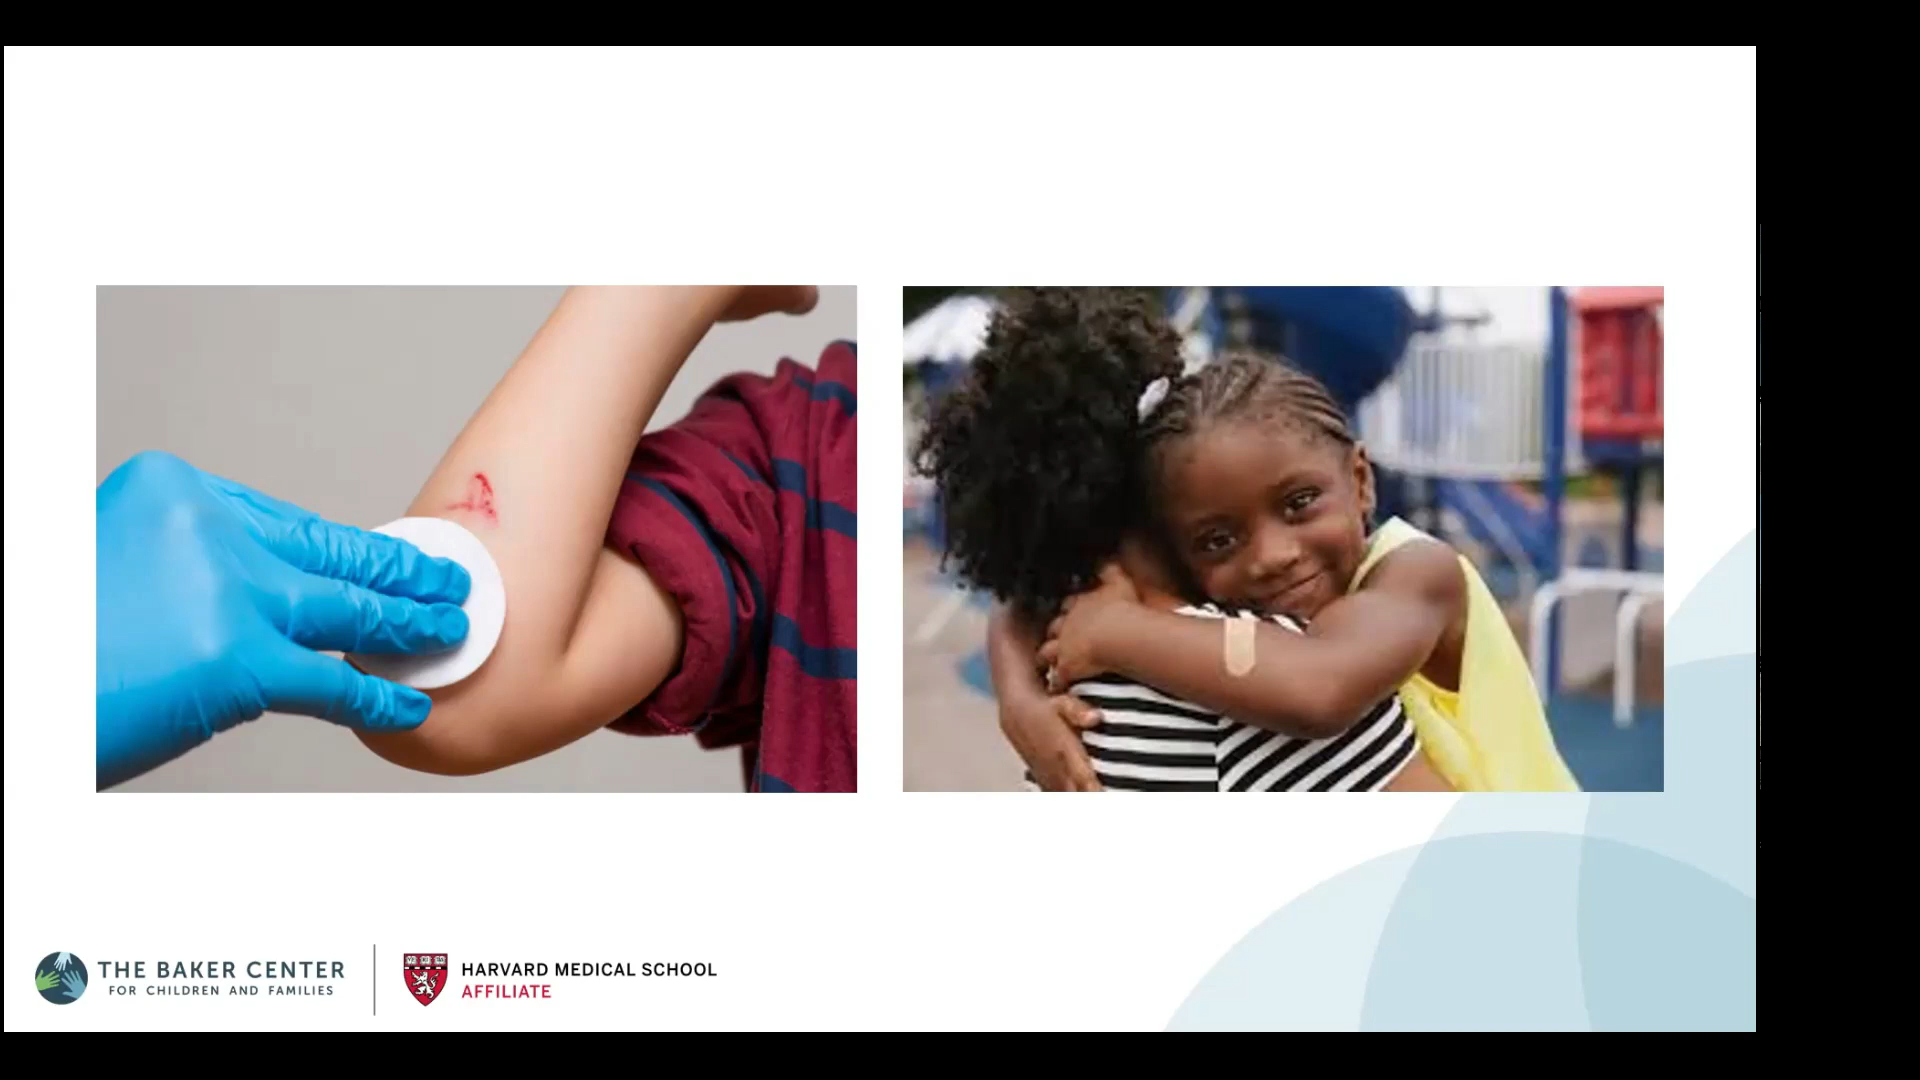 THE BAKER CENTER
FOR CHILDREN AND FAMILIES
HARVARD MEDICAL SCHOOL
AFFILIATE